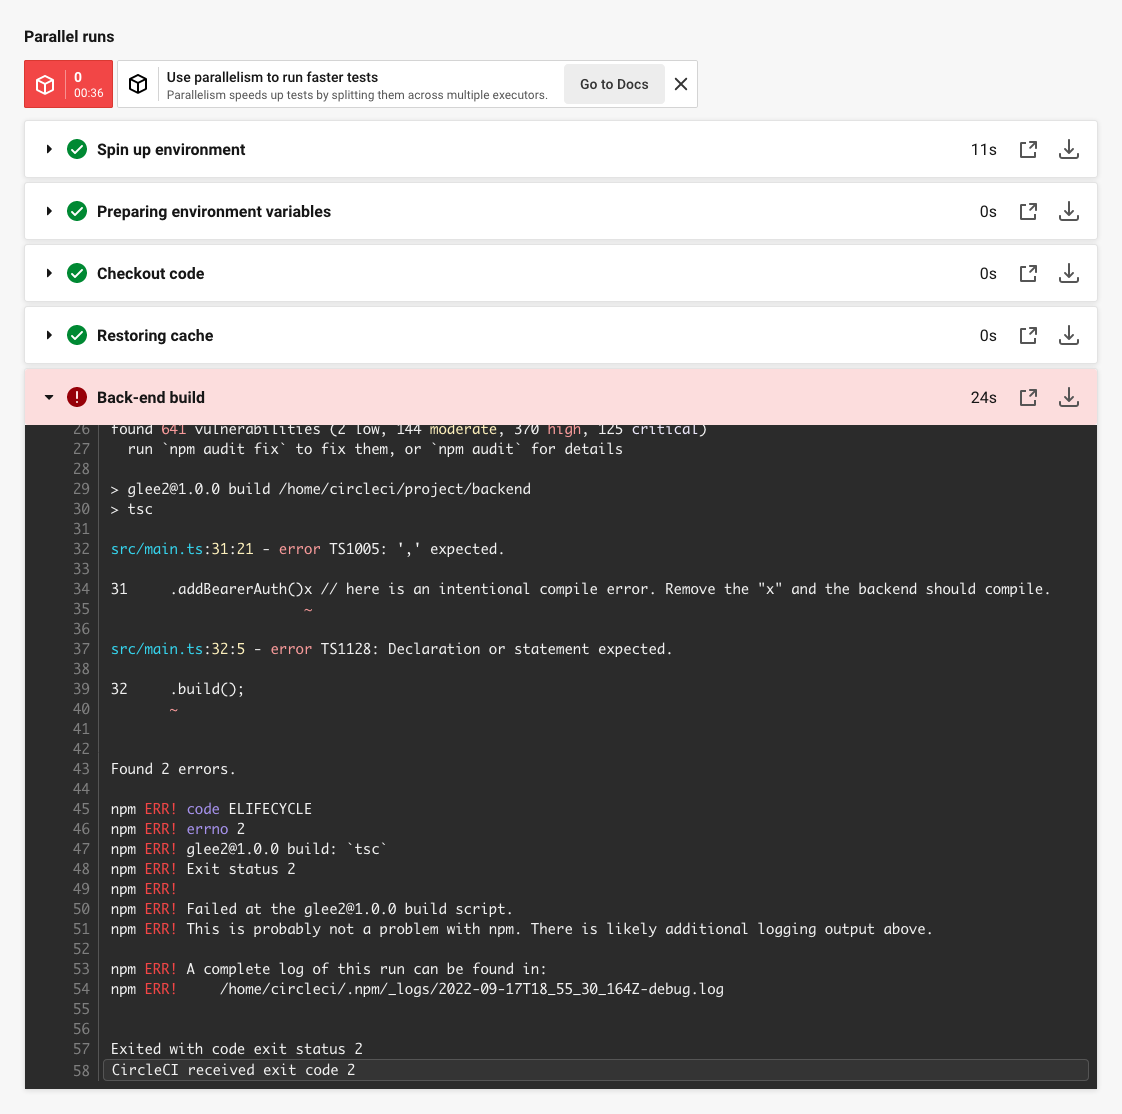 Parallel runs
0
00:36
Use parallelism to run faster tests
Parallelism speeds up tests by splitting them across multiple executors.
Go to Docs
Spin up environment 11s
Preparing environment variables 0s
Checkout code 0s
Restoring cache 0s
Back-end build 24s
26 found 641 vulnerabilities (2 low, 144 moderate, 370 high, 125 critical)
27   run `npm audit fix` to fix them, or `npm audit` for details
28
29 > glee2@1.0.0 build /home/circleci/project/backend
30 > tsc
31
32 src/main.ts:31:21 - error TS1005: ',' expected.
33
34 31     .addBearerAuth()x // here is an intentional compile error. Remove the "x" and the backend should compile.
35                        ~
36
37 src/main.ts:32:5 - error TS1128: Declaration or statement expected.
38
39 32     .build();
40        ~
41
42
43 Found 2 errors.
44
45 npm ERR! code ELIFECYCLE
46 npm ERR! errno 2
47 npm ERR! glee2@1.0.0 build: `tsc`
48 npm ERR! Exit status 2
49 npm ERR!
50 npm ERR! Failed at the glee2@1.0.0 build script.
51 npm ERR! This is probably not a problem with npm. There is likely additional logging output above.
52
53 npm ERR! A complete log of this run can be found in:
54 npm ERR!     /home/circleci/.npm/_logs/2022-09-17T18_55_30_164Z-debug.log
55
56
57 Exited with code exit status 2
58 CircleCI received exit code 2